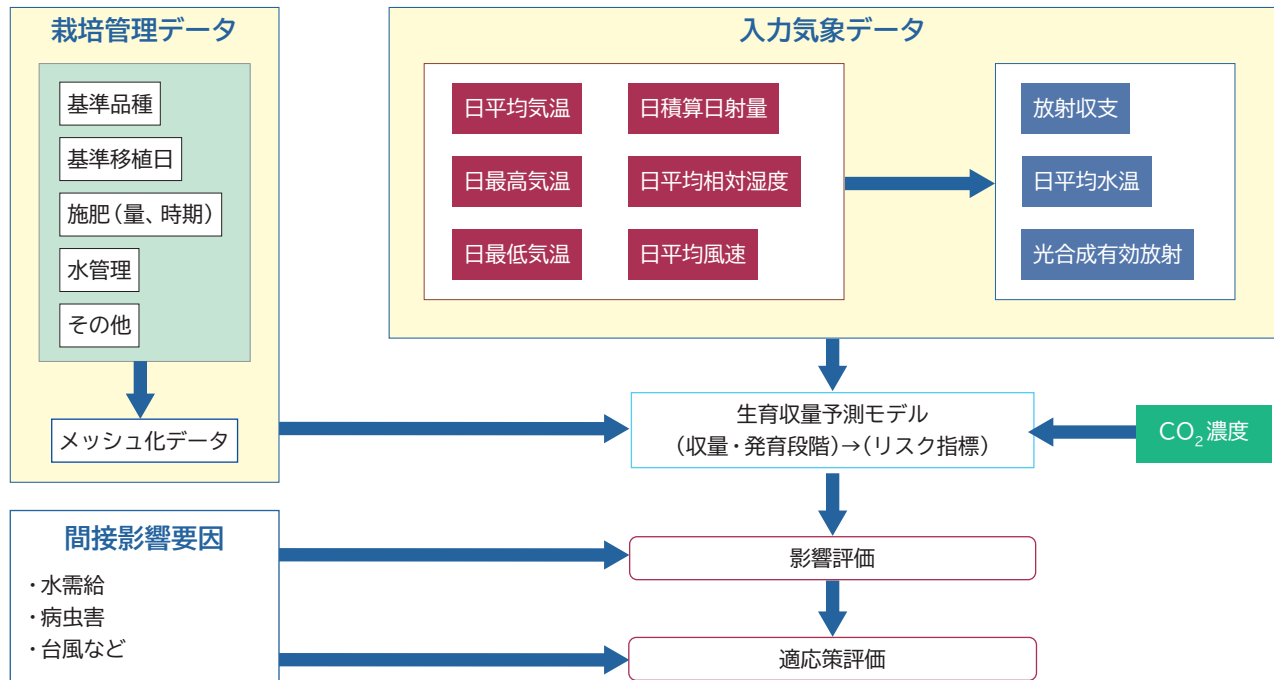 栽培管理データ
基準品種
基準移植日
施肥（量、時期）
水管理
その他
メッシュ化データ
入力気象データ
日平均気温
日積算日射量
日最高気温
日平均相対湿度
日最低気温
日平均風速
放射収支
日平均水温
光合成有効放射
生育収量予測モデル
（収量・発育段階）→（リスク指標）
CO₂濃度
間接影響要因
・水需給
・病虫害
・台風など
影響評価
適応策評価